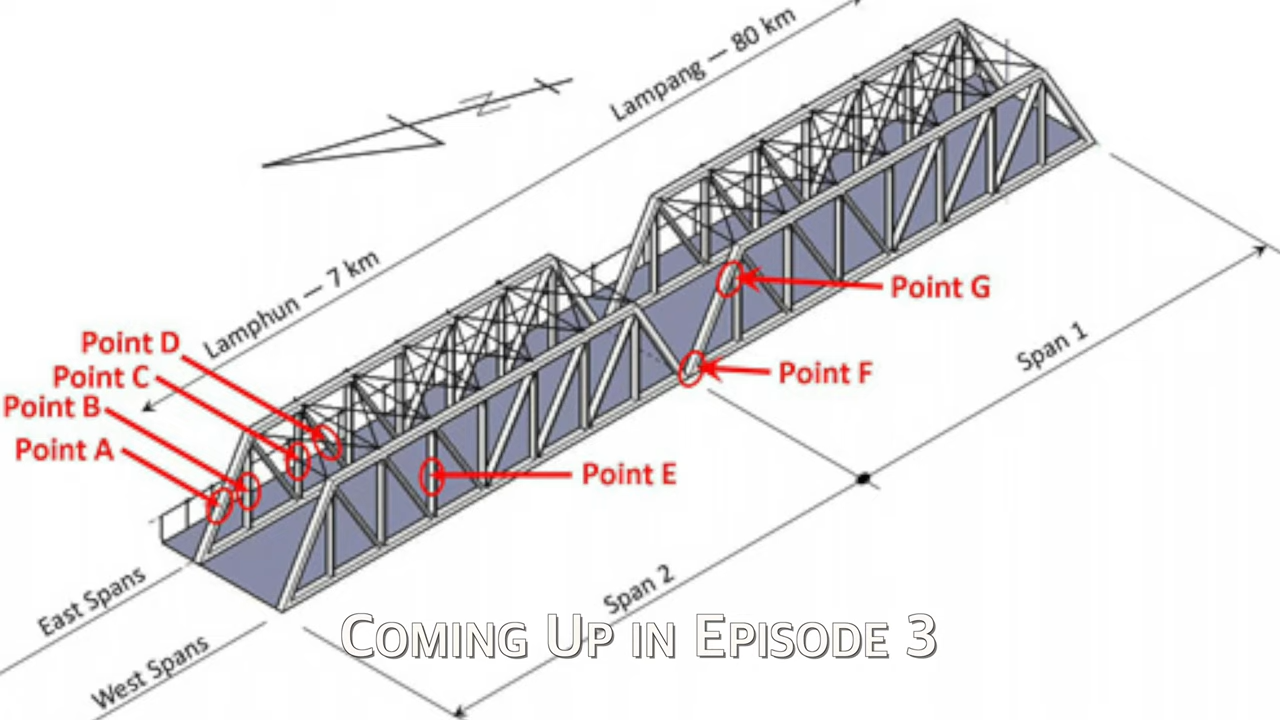 Lampang — 80 km
N
Lamphun — 7 km
Point D
Point C
Point B
Point A
Point G
Point F
Point E
Span 1
Span 2
East Spans
West Spans
Coming Up in Episode 3